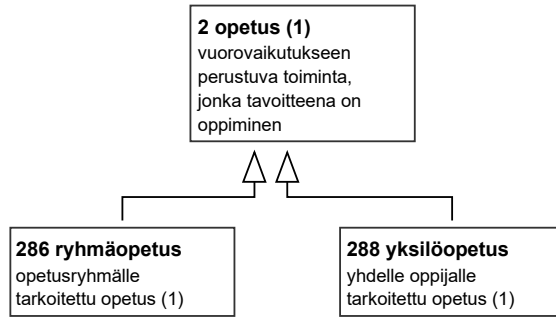 2 opetus (1)
vuorovaikutukseen
perustuva toiminta,
jonka tavoitteena on
oppiminen
286 ryhmäopetus
opetusryhmälle
tarkoitettu opetus (1)
288 yksilöopetus
yhdelle oppijalle
tarkoitettu opetus (1)